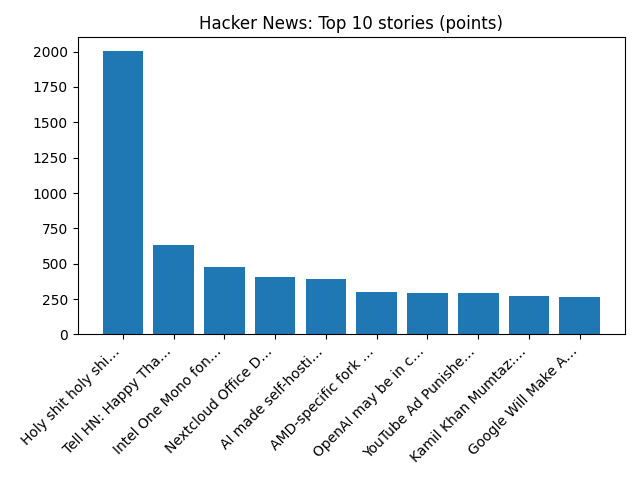 Hacker News: Top 10 stories (points)
2000
1750
1500
1250
1000
750
500
250
0
Holy shit holy shi...
Tell HN: Happy Tha...
Intel One Mono fon...
Nextcloud Office D...
AI made self-hosti...
AMD-specific fork ...
OpenAI may be in c...
YouTube Ad Punishe...
Kamil Khan Mumtaz:...
Google Will Make A...